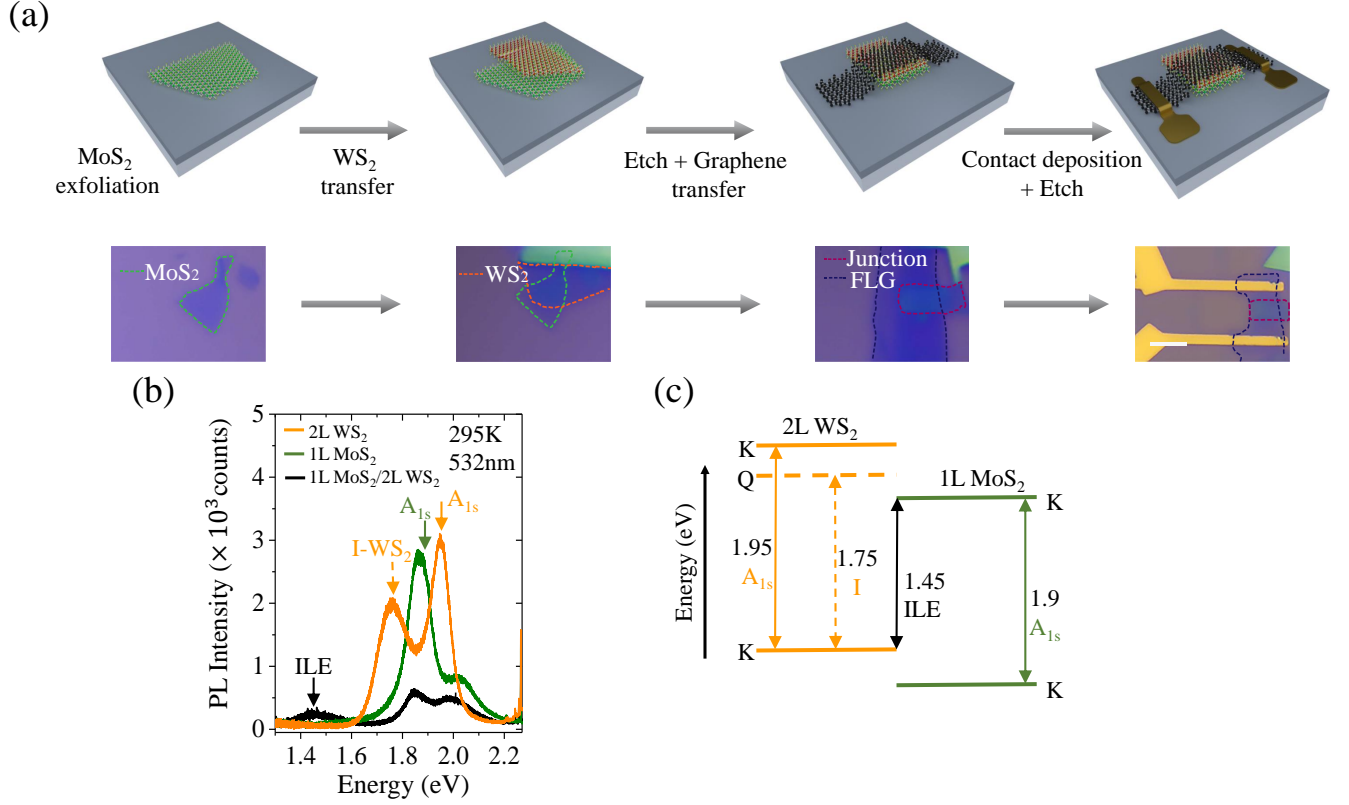 (a)
MoS₂
exfoliation
WS₂
transfer
Etch + Graphene
transfer
Contact deposition
+ Etch
MoS₂
WS₂
Junction
FLG
(b)
PL Intensity (× 10³counts)
5
4
3
2
1
0
2L WS₂
1L MoS₂
1L MoS₂/2L WS₂
295K
532nm
A₁ₛ
A₁ₛ
I-WS₂
ILE
1.4 1.6 1.8 2.0 2.2
Energy (eV)
(c)
Energy (eV)
2L WS₂
K
Q
1L MoS₂
K
1.95
A₁ₛ
1.75
I
1.45
ILE
1.9
A₁ₛ
K
K